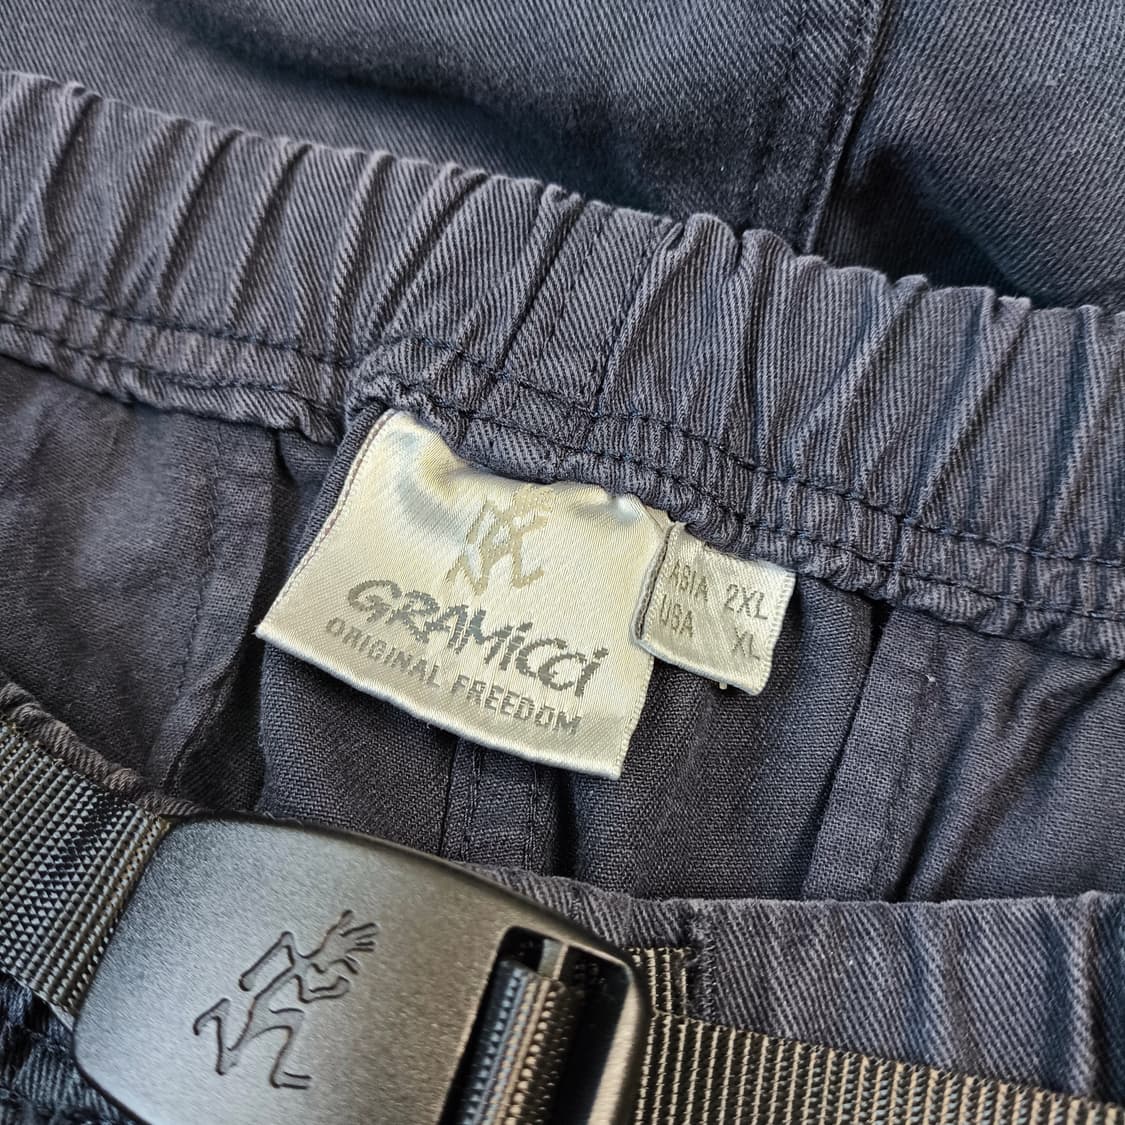 GRAMiCCi
ORIGINAL FREEDOM
ASIA 2XL
USA XL